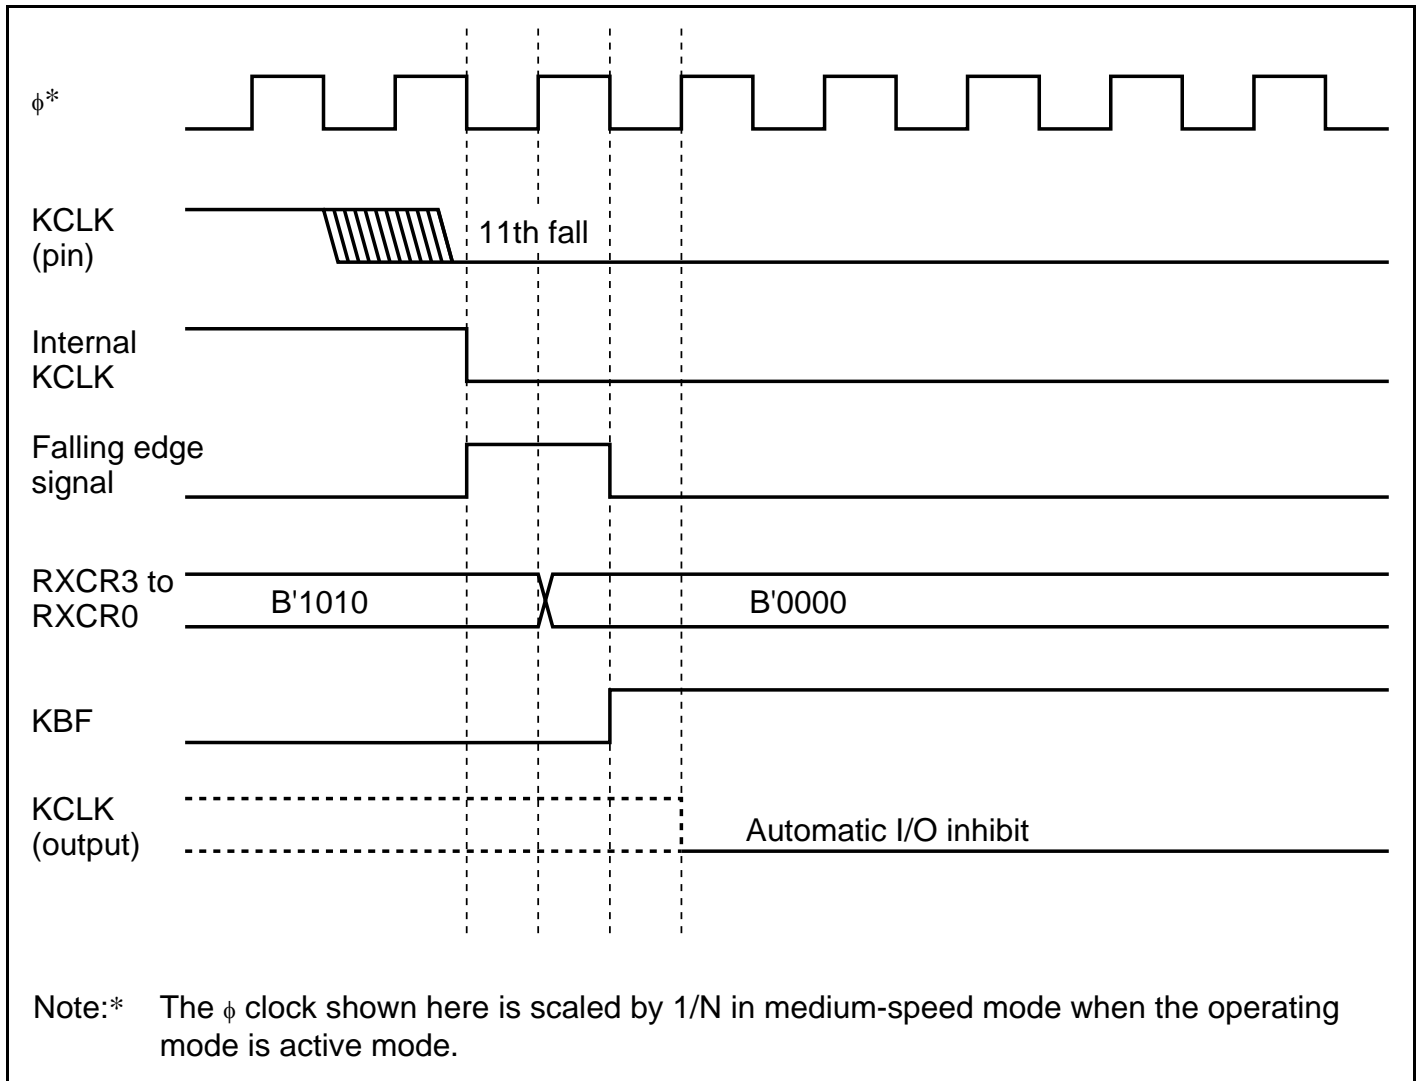 ϕ*
KCLK
(pin)
11th fall
Internal
KCLK
Falling edge
signal
RXCR3 to
RXCR0
B'1010
B'0000
KBF
KCLK
(output)
Automatic I/O inhibit
Note:* The ϕ clock shown here is scaled by 1/N in medium-speed mode when the operating
mode is active mode.